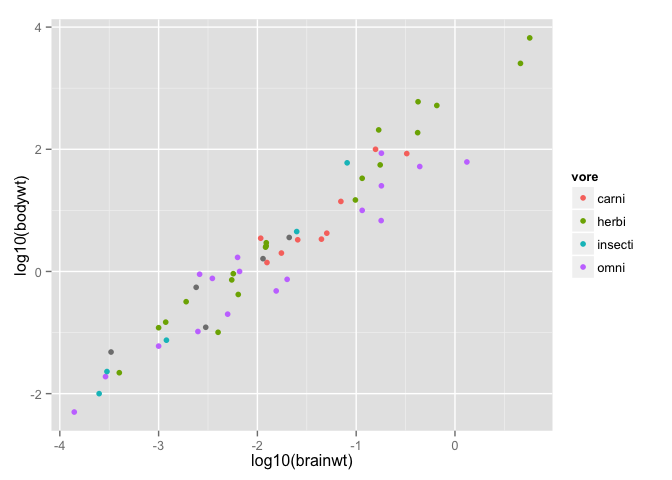 4
2
0
-2
log10(bodywt)
-4
-3
-2
-1
0
log10(brainwt)
vore
carni
herbi
insecti
omni